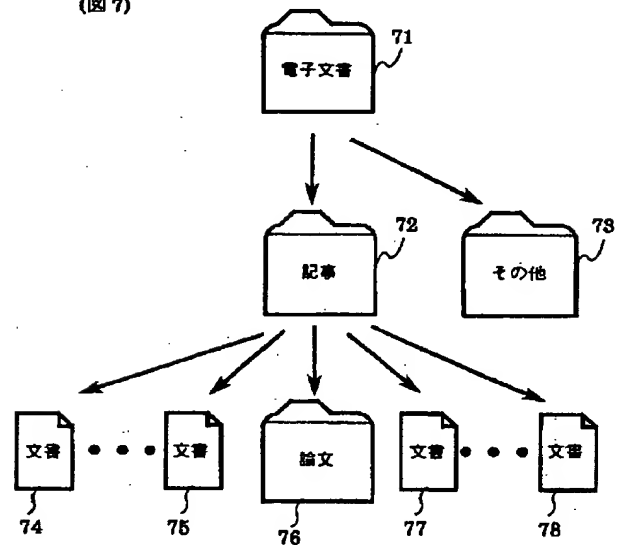 (図7)
71
電子文書
72
73
記事
その他
文書 • • • 文書 論文 文書 • • • 文書
74 75 76 77 78